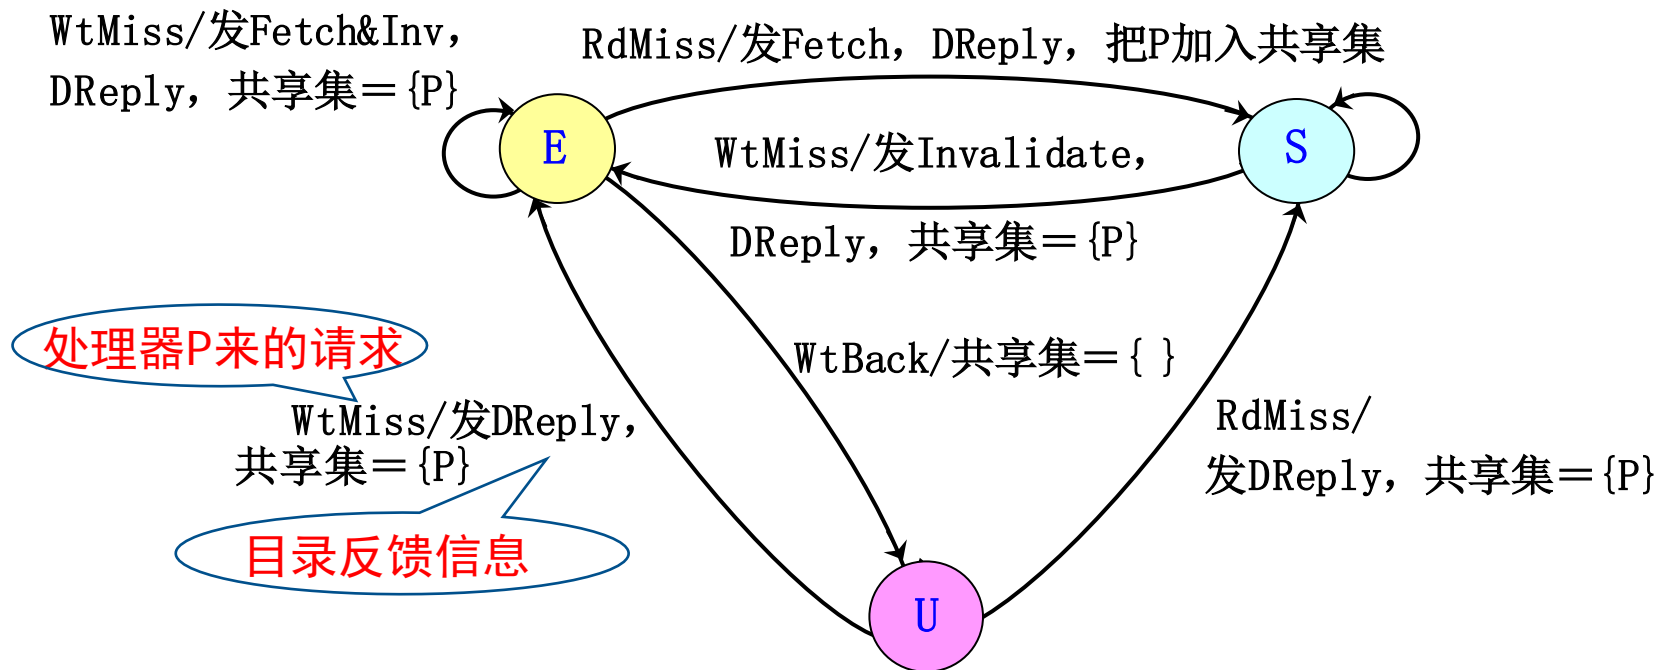 WtMiss/发Fetch&Inv，
DReply，共享集＝{P}
RdMiss/发Fetch，DReply，把P加入共享集
E
S
WtMiss/发Invalidate，
DReply，共享集＝{P}
处理器P来的请求
WtBack/共享集＝{ }
WtMiss/发DReply，
共享集＝{P}
RdMiss/
发DReply，共享集＝{P}
目录反馈信息
U